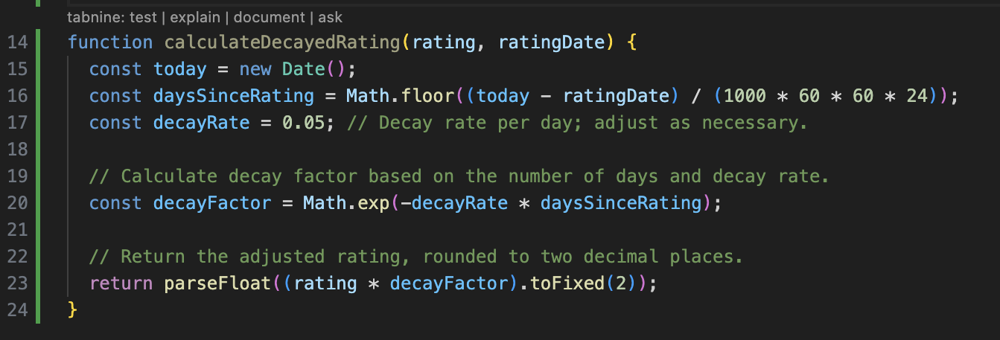 tabnine: test | explain | document | ask
14 function calculateDecayedRating(rating, ratingDate) {
15 const today = new Date();
16 const daysSinceRating = Math.floor((today - ratingDate) / (1000 * 60 * 60 * 24));
17 const decayRate = 0.05; // Decay rate per day; adjust as necessary.
18
19 // Calculate decay factor based on the number of days and decay rate.
20 const decayFactor = Math.exp(-decayRate * daysSinceRating);
21
22 // Return the adjusted rating, rounded to two decimal places.
23 return parseFloat((rating * decayFactor).toFixed(2));
24 }